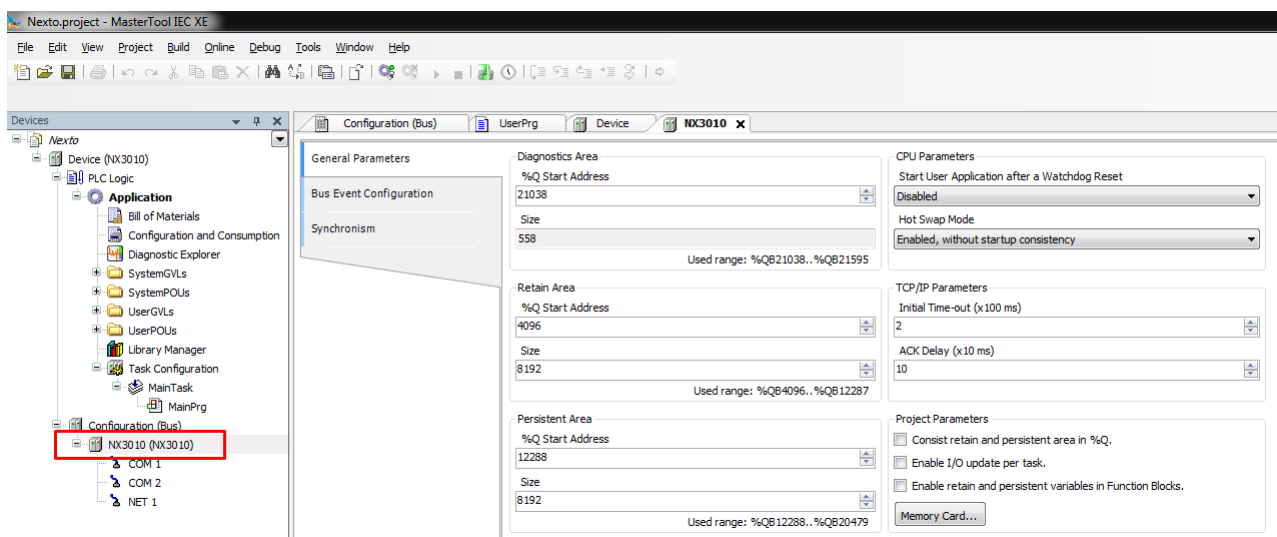 Nexto.project - MasterTool IEC XE
File Edit View Project Build Online Debug Tools Window Help
Devices
Nexto
Device (NX3010)
PLC Logic
Application
Bill of Materials
Configuration and Consumption
Diagnostic Explorer
SystemGVLs
SystemPOUs
UserGVLs
UserPOUs
Library Manager
Task Configuration
MainTask
MainPrg
Configuration (Bus)
NX3010 (NX3010)
COM 1
COM 2
NET 1
Configuration (Bus) UserPrg Device NX3010
General Parameters
Bus Event Configuration
Synchronism
Diagnostics Area
%Q Start Address
21038
Size
558
Used range: %QB21038..%QB21595
Retain Area
%Q Start Address
4096
Size
8192
Used range: %QB4096..%QB12287
Persistent Area
%Q Start Address
12288
Size
8192
Used range: %QB12288..%QB20479
CPU Parameters
Start User Application after a Watchdog Reset
Disabled
Hot Swap Mode
Enabled, without startup consistency
TCP/IP Parameters
Initial Time-out (x100 ms)
2
ACK Delay (x10 ms)
10
Project Parameters
Consist retain and persistent area in %Q.
Enable I/O update per task.
Enable retain and persistent variables in Function Blocks.
Memory Card...